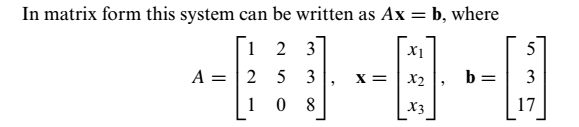 In matrix form this system can be written as Ax = b, where
1 2 3 x₁ 5
A = 2 5 3 , x = x₂ , b = 3
1 0 8 x₃ 17